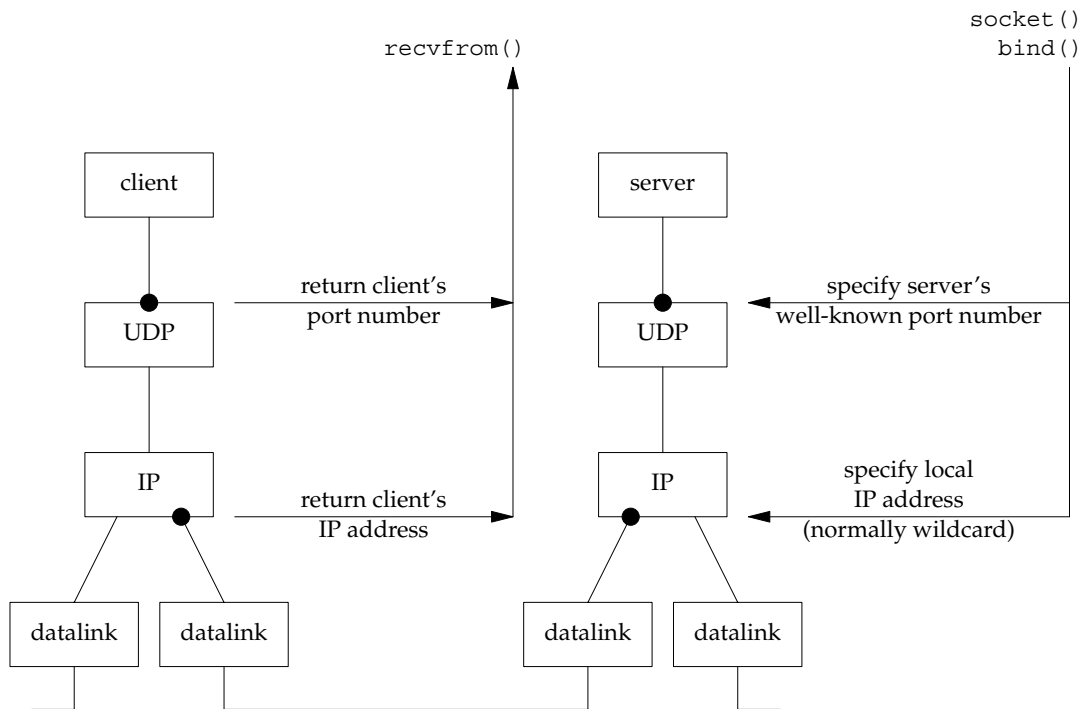 socket()
recvfrom()
bind()
client
server
return client's
port number
specify server's
well-known port number
UDP
UDP
IP
IP
return client's
IP address
specify local
IP address
(normally wildcard)
datalink
datalink
datalink
datalink